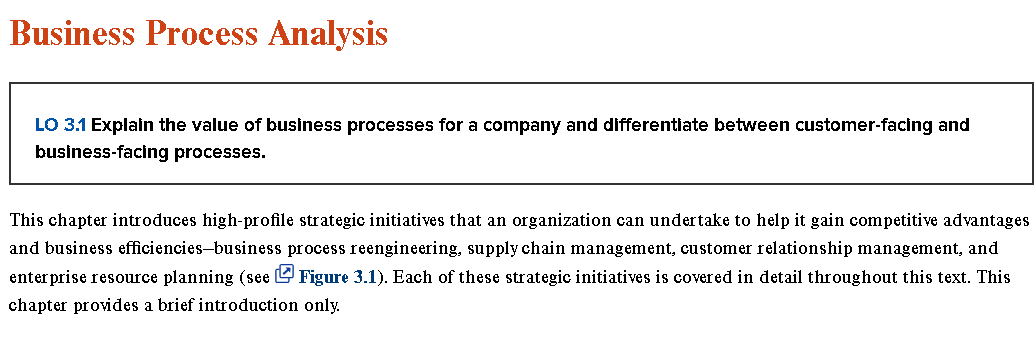 Business Process Analysis
LO 3.1 Explain the value of business processes for a company and differentiate between customer-facing and
business-facing processes.
This chapter introduces high-profile strategic initiatives that an organization can undertake to help it gain competitive advantages
and business efficiencies—business process reengineering, supply chain management, customer relationship management, and
enterprise resource planning (see Figure 3.1). Each of these strategic initiatives is covered in detail throughout this text. This
chapter provides a brief introduction only.